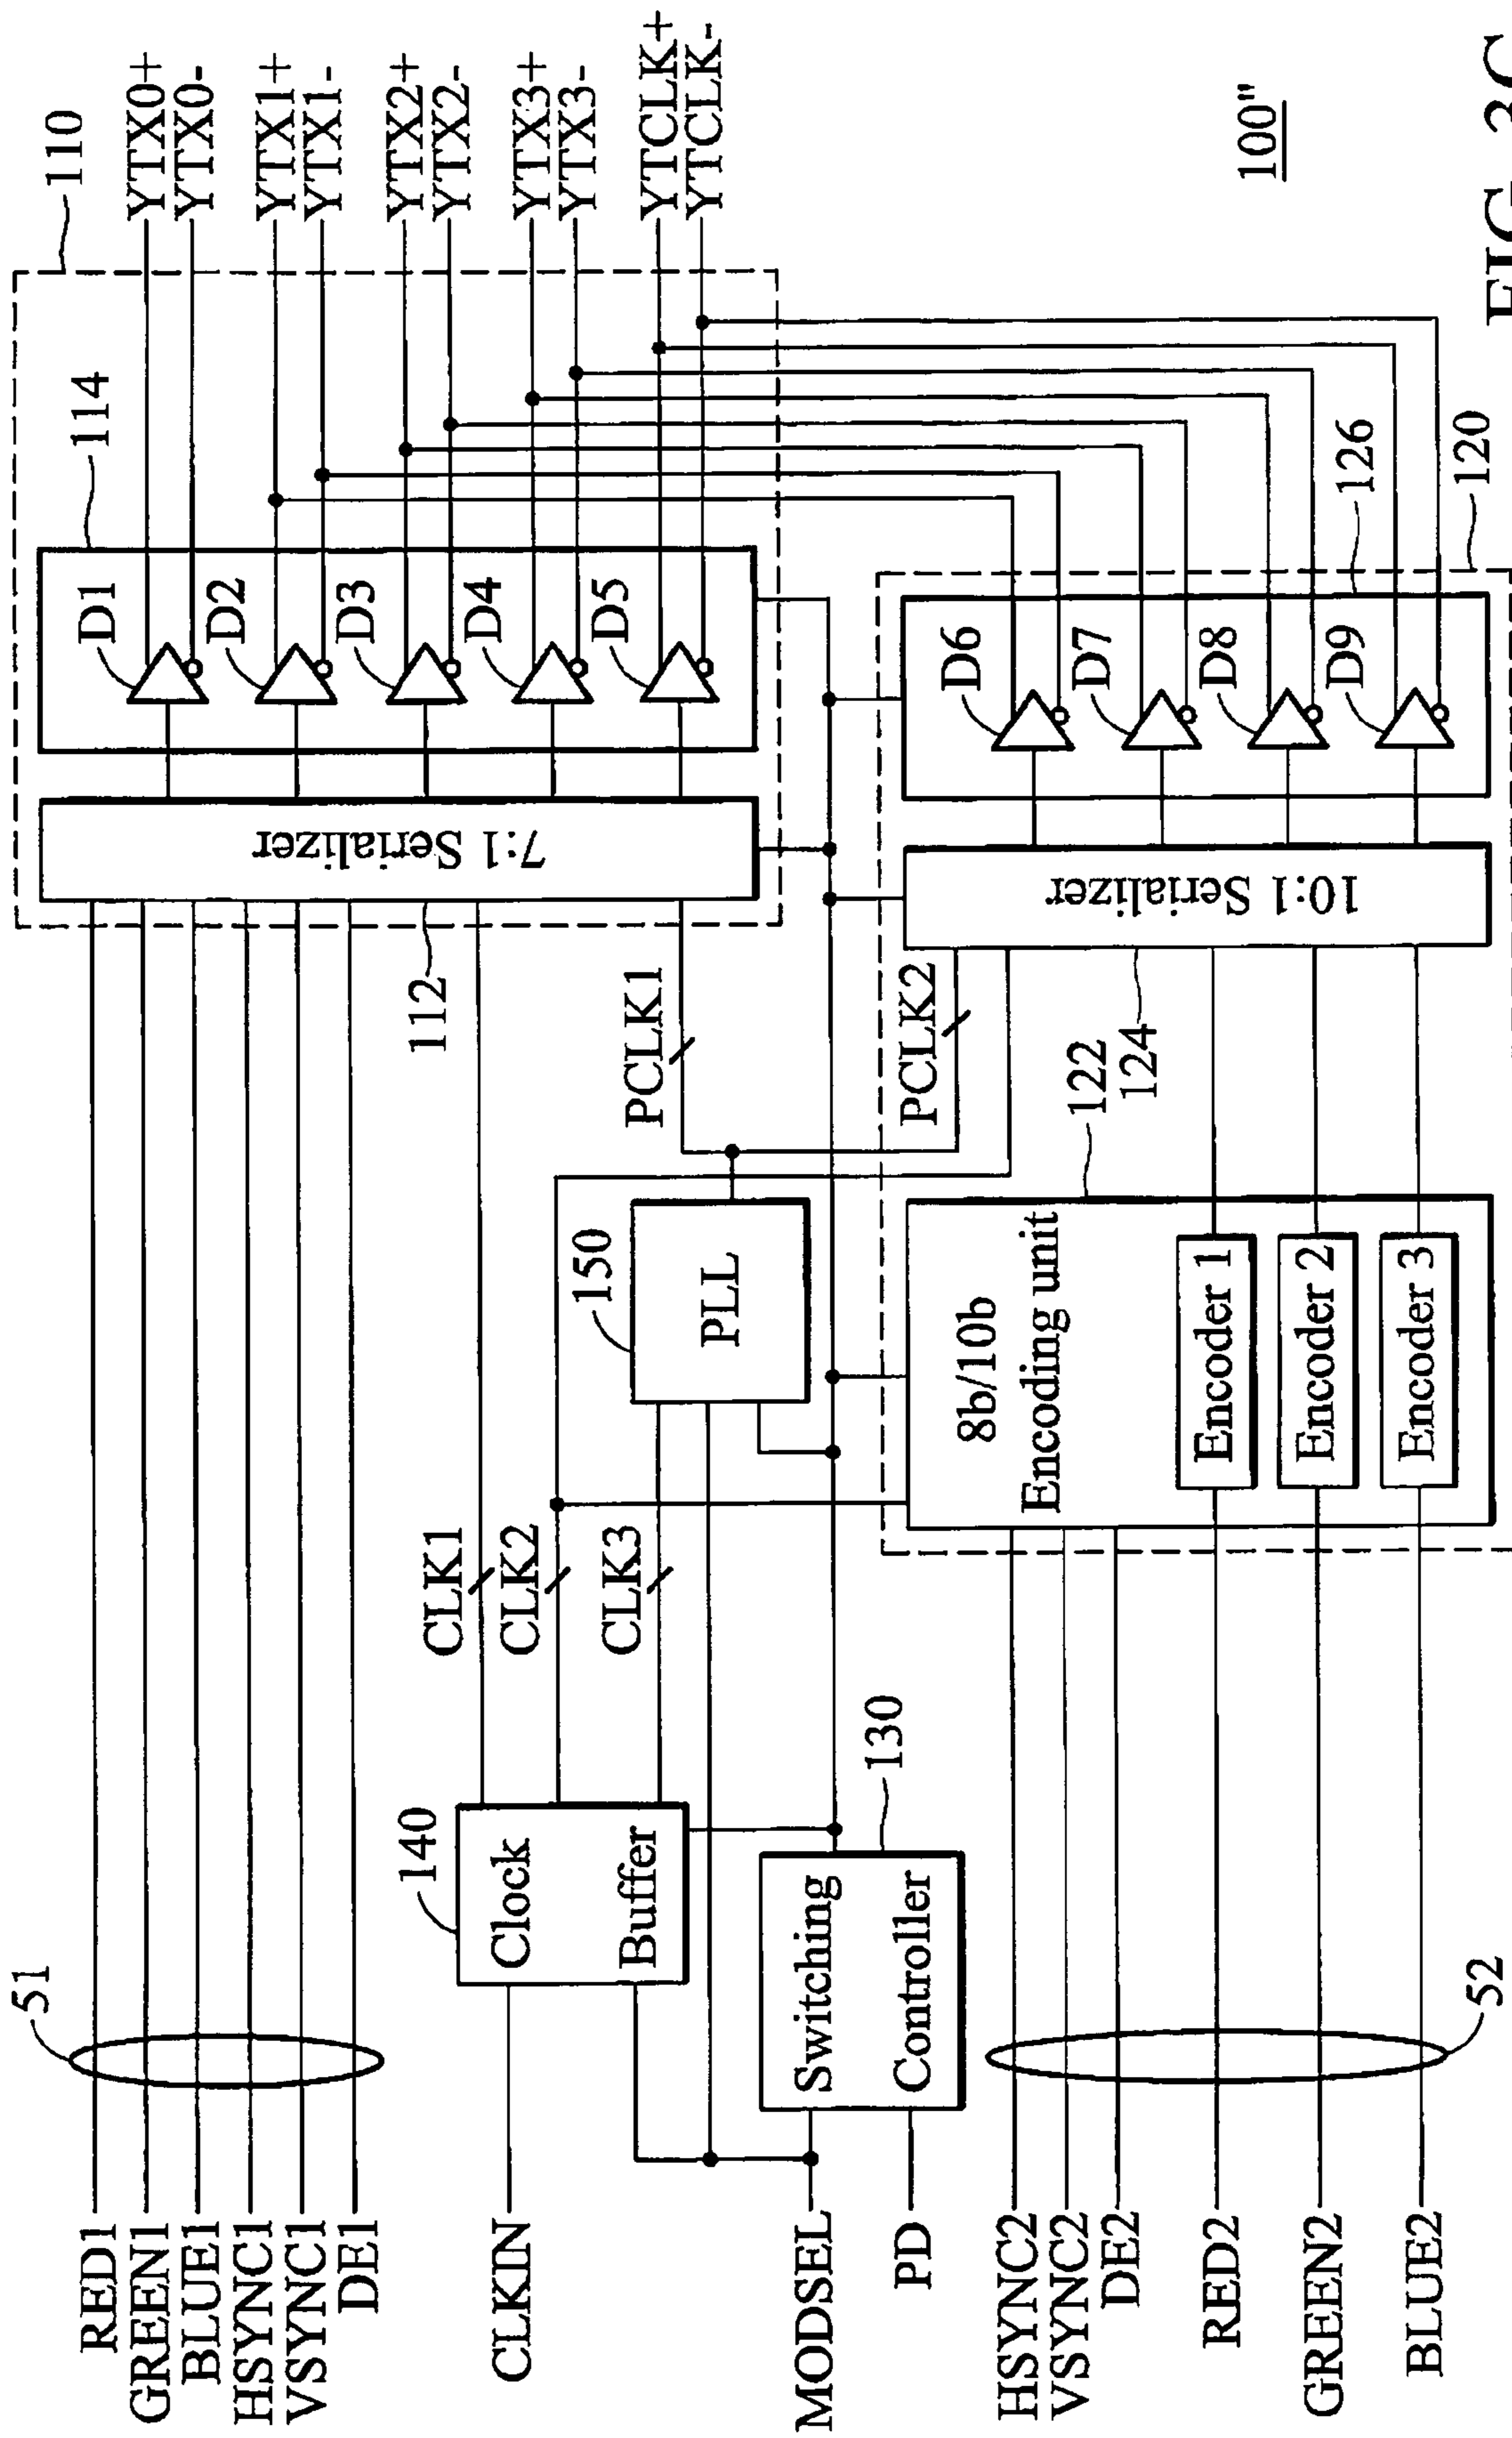 51
RED1
GREEN1
BLUE1
HSYNC1
VSYNC1
DE1
CLKIN
MODSEL
PD
HSYNC2
VSYNC2
DE2
RED2
GREEN2
BLUE2
52
140
Clock
Buffer
Switching
Controller
130
CLK1
CLK2
CLK3
150
PLL
8b/10b
Encoding unit
Encoder 1
Encoder 2
Encoder 3
122
124
PCLK1
PCLK2
112
7:1 Serializer
10:1 Serializer
114
D1
D2
D3
D4
D5
D6
D7
D8
D9
126
120
110
YTX0+
YTX0-
YTX1+
YTX1-
YTX2+
YTX2-
YTX3+
YTX3-
YTCLK+
YTCLK-
100"
FIG. 3C